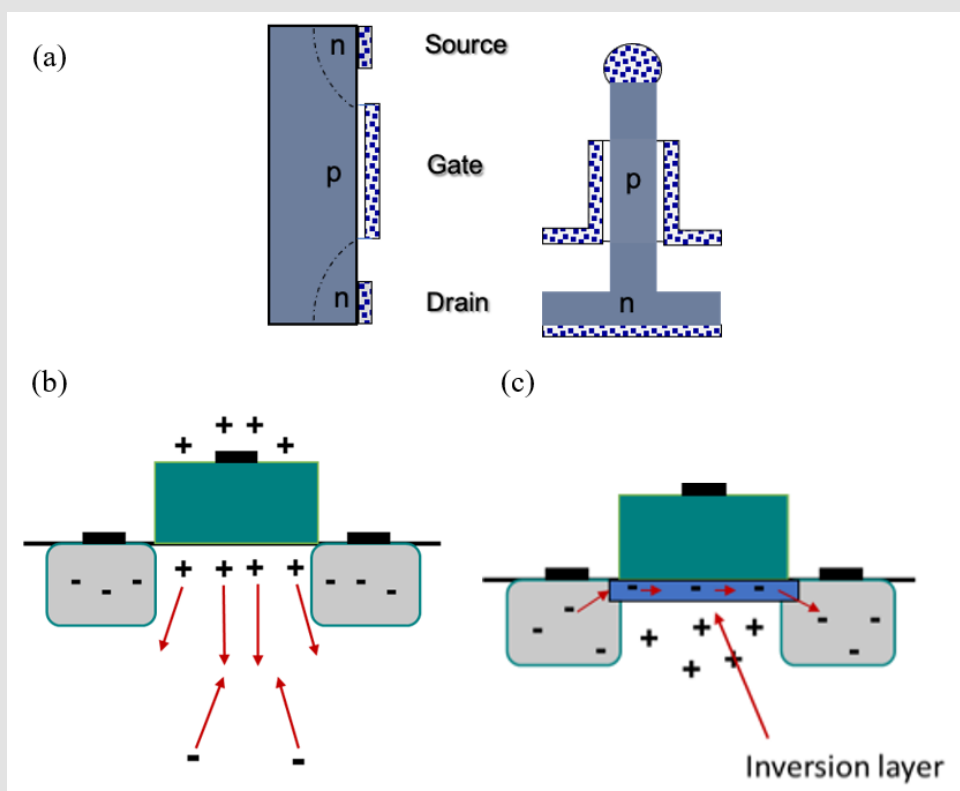 (a)
n
Source
p
Gate
p
n
Drain
n
(b)
(c)
+ + + +
+ + + +
- - -
- - -
- -
- - -
- - -
- - -
+ + + + +
Inversion layer